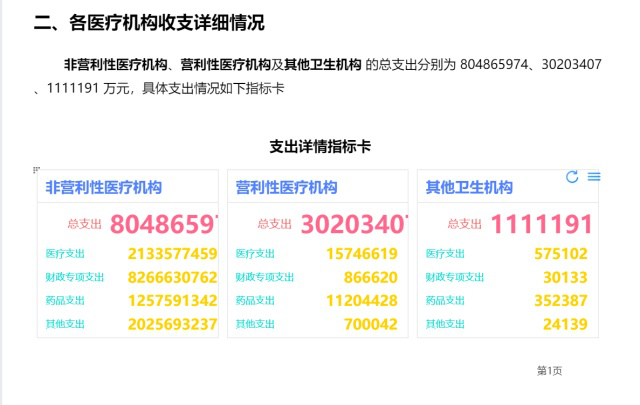 二、各医疗机构收支详细情况
非营利性医疗机构、营利性医疗机构及其他卫生机构 的总支出分别为 804865974、30203407
、1111191 万元，具体支出情况如下指标卡
支出详情指标卡
非营利性医疗机构
总支出 80486597
医疗支出 2133577459
财政专项支出 8266630762
药品支出 1257591342
其他支出 2025693237
营利性医疗机构
总支出 30203407
医疗支出 15746619
财政专项支出 866620
药品支出 11204428
其他支出 700042
其他卫生机构
总支出 1111191
医疗支出 575102
财政专项支出 30133
药品支出 352387
其他支出 24139
第1页